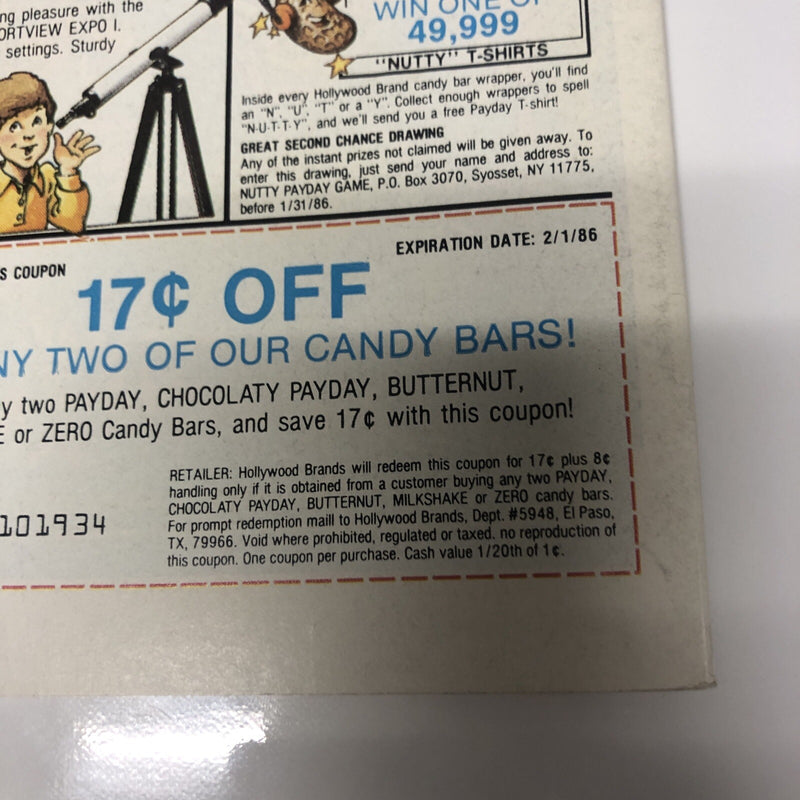 ng pleasure with the
ORTVIEW EXPO I.
settings. Sturdy
WIN ONE OF
49,999
"NUTTY" T-SHIRTS
Inside every Hollywood Brand candy bar wrapper, you'll find
an "N", "U", "T" or a "Y". Collect enough wrappers to spell
"N-U-T-T-Y", and we'll send you a free Payday T-shirt!
GREAT SECOND CHANCE DRAWING
Any of the instant prizes not claimed will be given away. To
enter this drawing, just send your name and address to:
NUTTY PAYDAY GAME, P.O. Box 3070, Syosset, NY 11775,
before 1/31/86.
S COUPON
EXPIRATION DATE: 2/1/86
17¢ OFF
NY TWO OF OUR CANDY BARS!
y two PAYDAY, CHOCOLATY PAYDAY, BUTTERNUT,
E or ZERO Candy Bars, and save 17¢ with this coupon!
RETAILER: Hollywood Brands will redeem this coupon for 17¢ plus 8¢
handling only if it is obtained from a customer buying any two PAYDAY,
CHOCOLATY PAYDAY, BUTTERNUT, MILKSHAKE or ZERO candy bars.
For prompt redemption maill to Hollywood Brands, Dept. #5948, El Paso,
TX, 79966. Void where prohibited, regulated or taxed. no reproduction of
this coupon. One coupon per purchase. Cash value 1/20th of 1¢.
101934